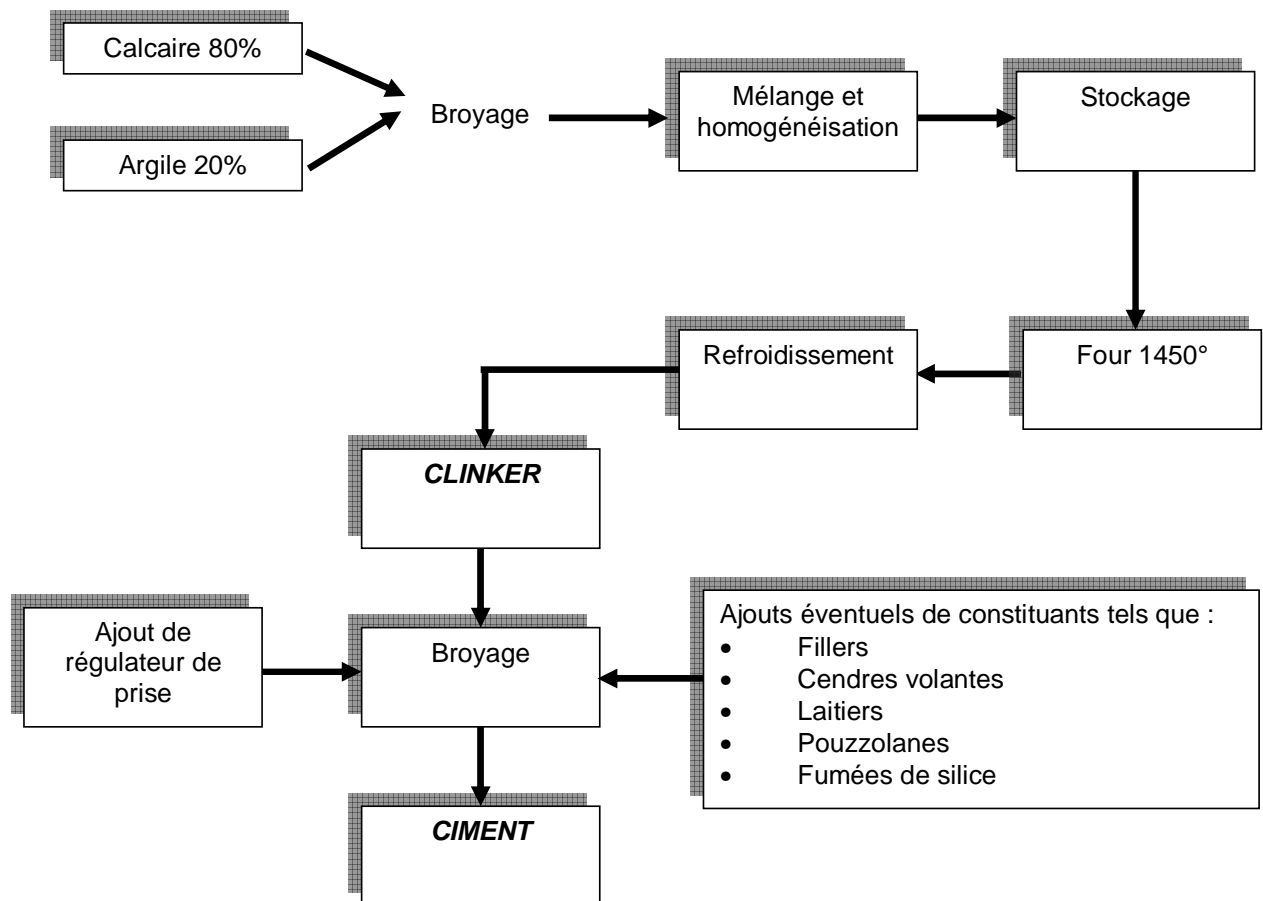 Calcaire 80%
Argile 20%
Broyage
Mélange et
homogénéisation
Stockage
Four 1450°
Refroidissement
CLINKER
Ajout de
régulateur de
prise
Broyage
Ajouts éventuels de constituants tels que :
• Fillers
• Cendres volantes
• Laitiers
• Pouzzolanes
• Fumées de silice
CIMENT